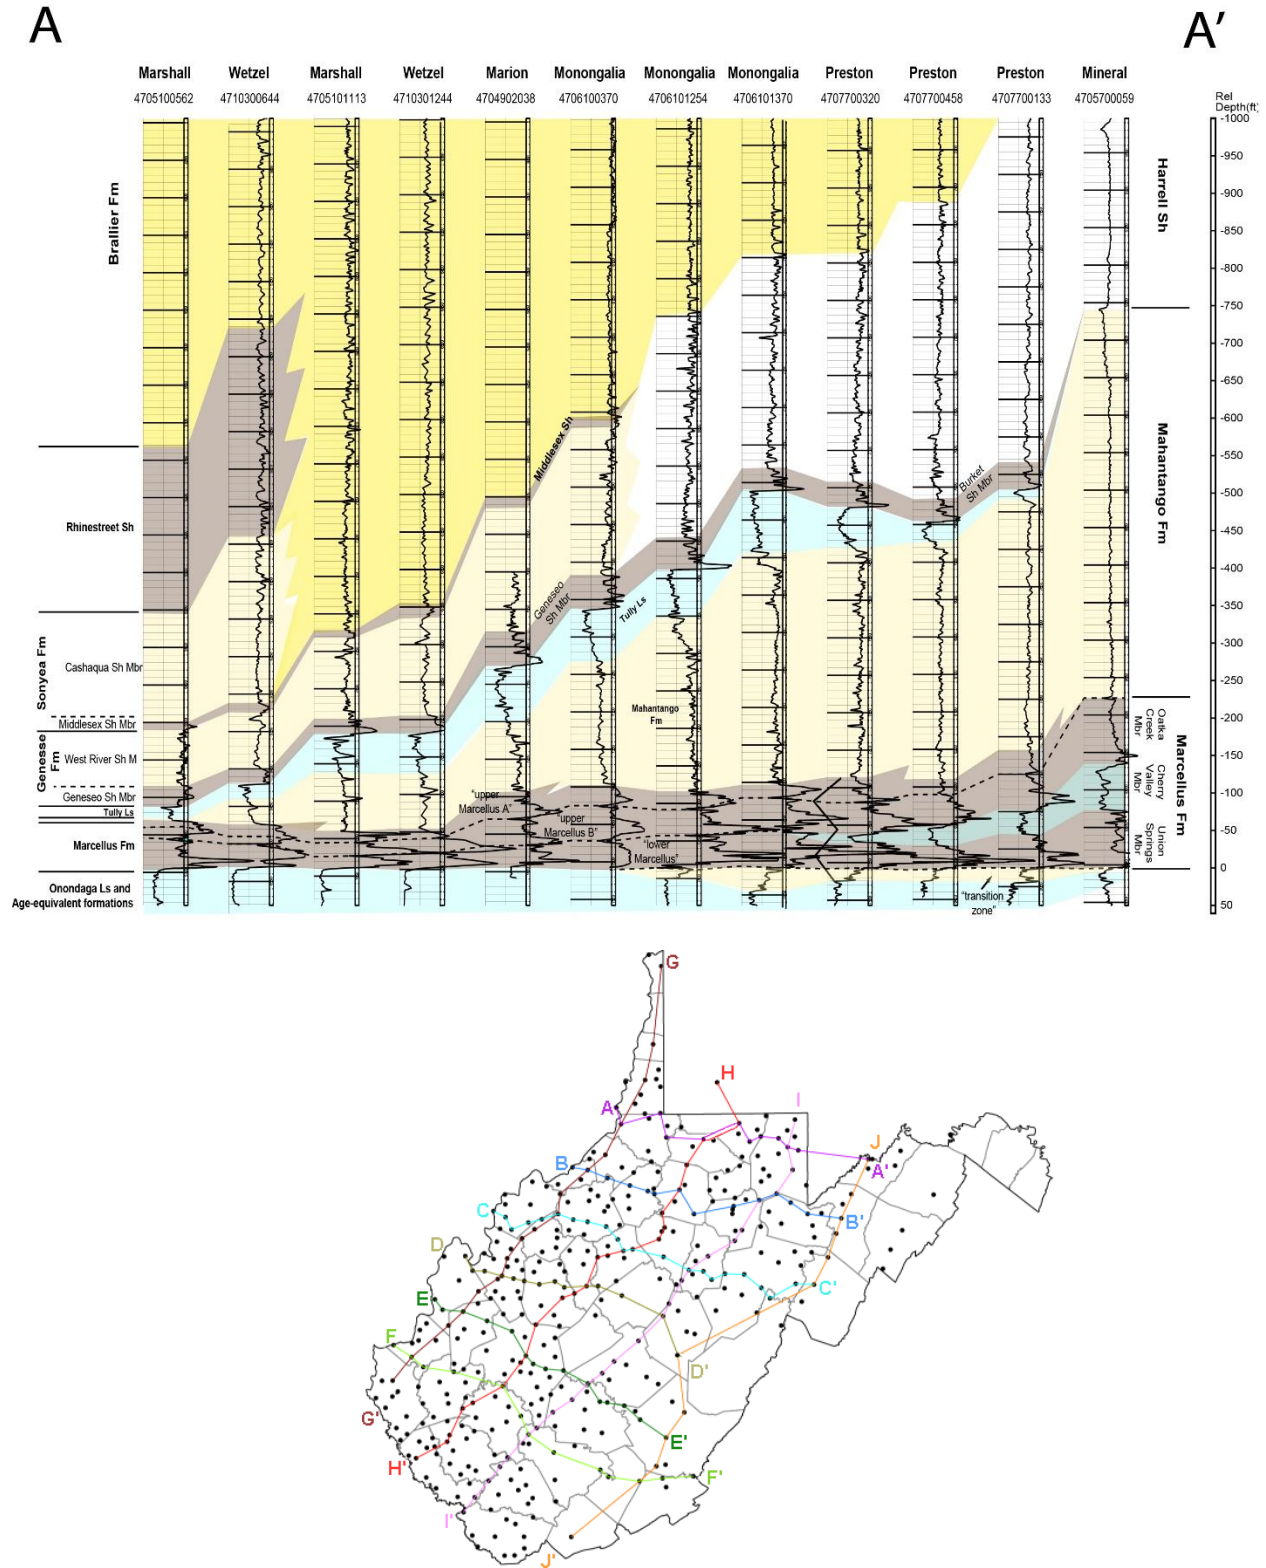 A A'
Marshall Wetzel Marshall Wetzel Marion Monongalia Monongalia Monongalia Preston Preston Preston Mineral
4705100562 4710300644 4705101113 4710301244 4704902038 4706100370 4706101254 4706101370 4707700320 4707700458 4707700133 4705700059
Rel
Depth(ft)
-1000
-950
-900
-850
-800
-750
-700
-650
-600
-550
-500
-450
-400
-350
-300
-250
-200
-150
-100
-50
0
50
Brallier Fm
Rhinestreet Sh
Sonyea Fm
Cashaqua Sh Mbr
Middlesex Sh Mbr
Genesse
Fm
West River Sh M
Geneseo Sh Mbr
Tully Ls
Marcellus Fm
Onondaga Ls and
Age-equivalent formations
Middlesex Sh
Geneseo
Sh Mbr
Tully Ls
Burket
Sh Mbr
Mahantango
Fm
"upper
Marcellus A"
"upper
Marcellus B"
"lower
Marcellus"
"transition
zone"
Harrell Sh
Mahantango Fm
Oatka
Creek
Mbr
Cherry
Valley
Mbr
Union
Springs
Mbr
Marcellus Fm
G
H
A
I
J
A'
B
B'
C
D
C'
E
F
D'
G'
E'
H'
F'
I'
J'